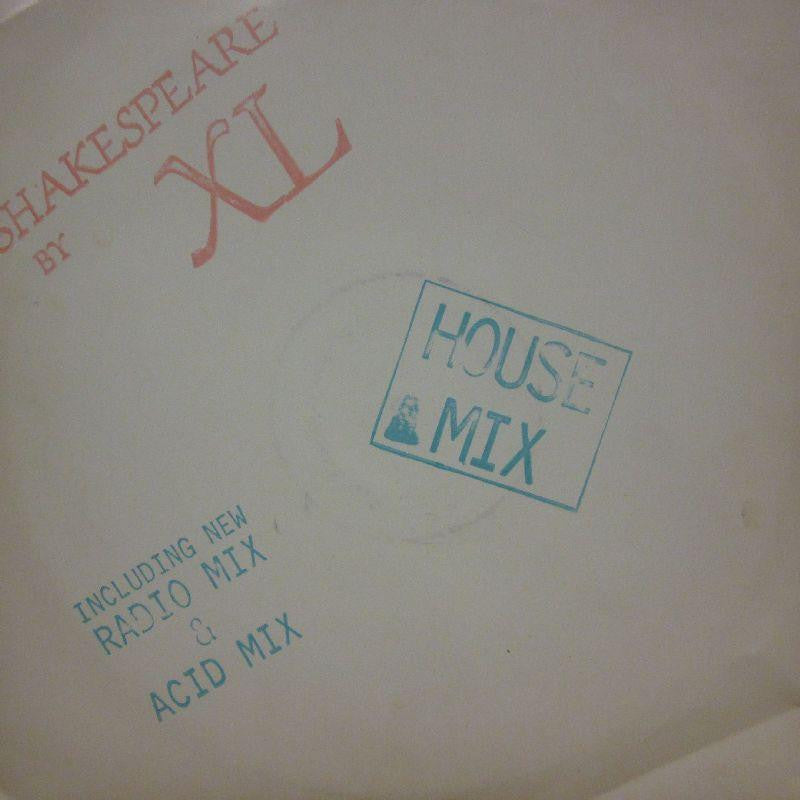 SHAKESPEARE
BY XL
HOUSE
MIX
INCLUDING NEW
RADIO MIX
&
ACID MIX